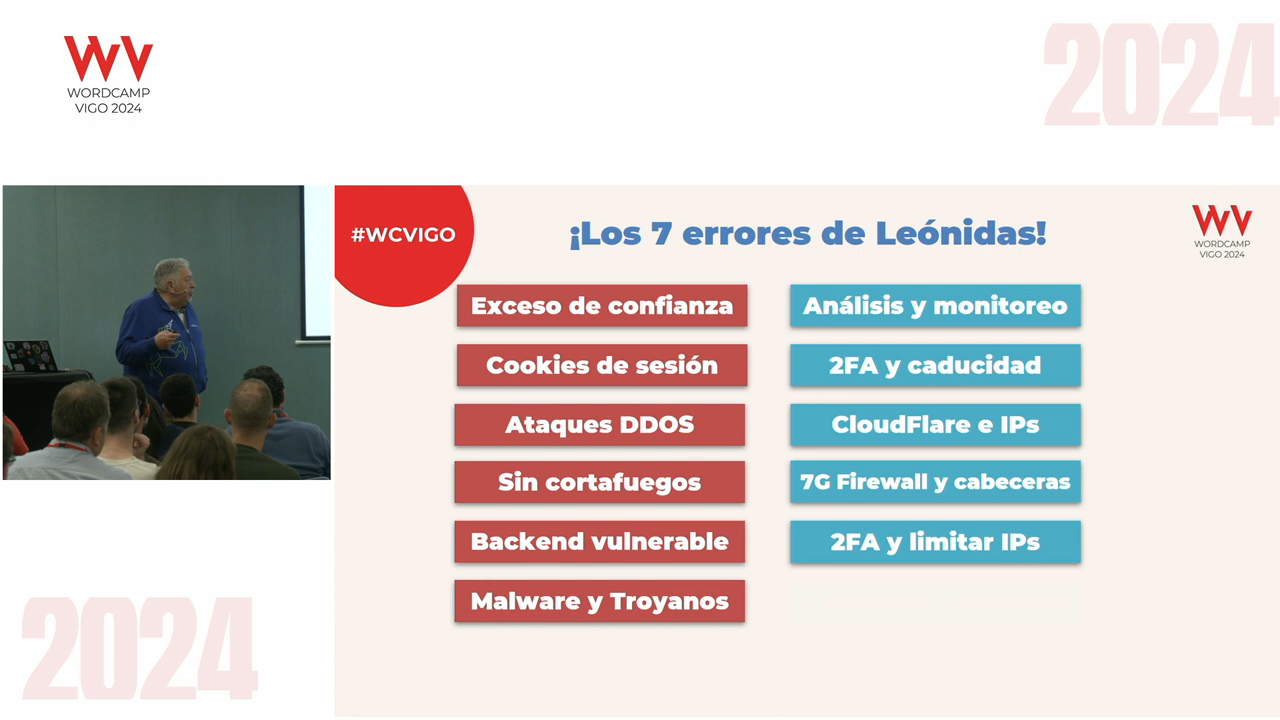 WORDCAMP
VIGO 2024
2024
#WCVIGO
¡Los 7 errores de Leónidas!
WORDCAMP
VIGO 2024
Exceso de confianza
Análisis y monitoreo
Cookies de sesión
2FA y caducidad
Ataques DDOS
CloudFlare e IPs
Sin cortafuegos
7G Firewall y cabeceras
Backend vulnerable
2FA y limitar IPs
Malware y Troyanos
2024